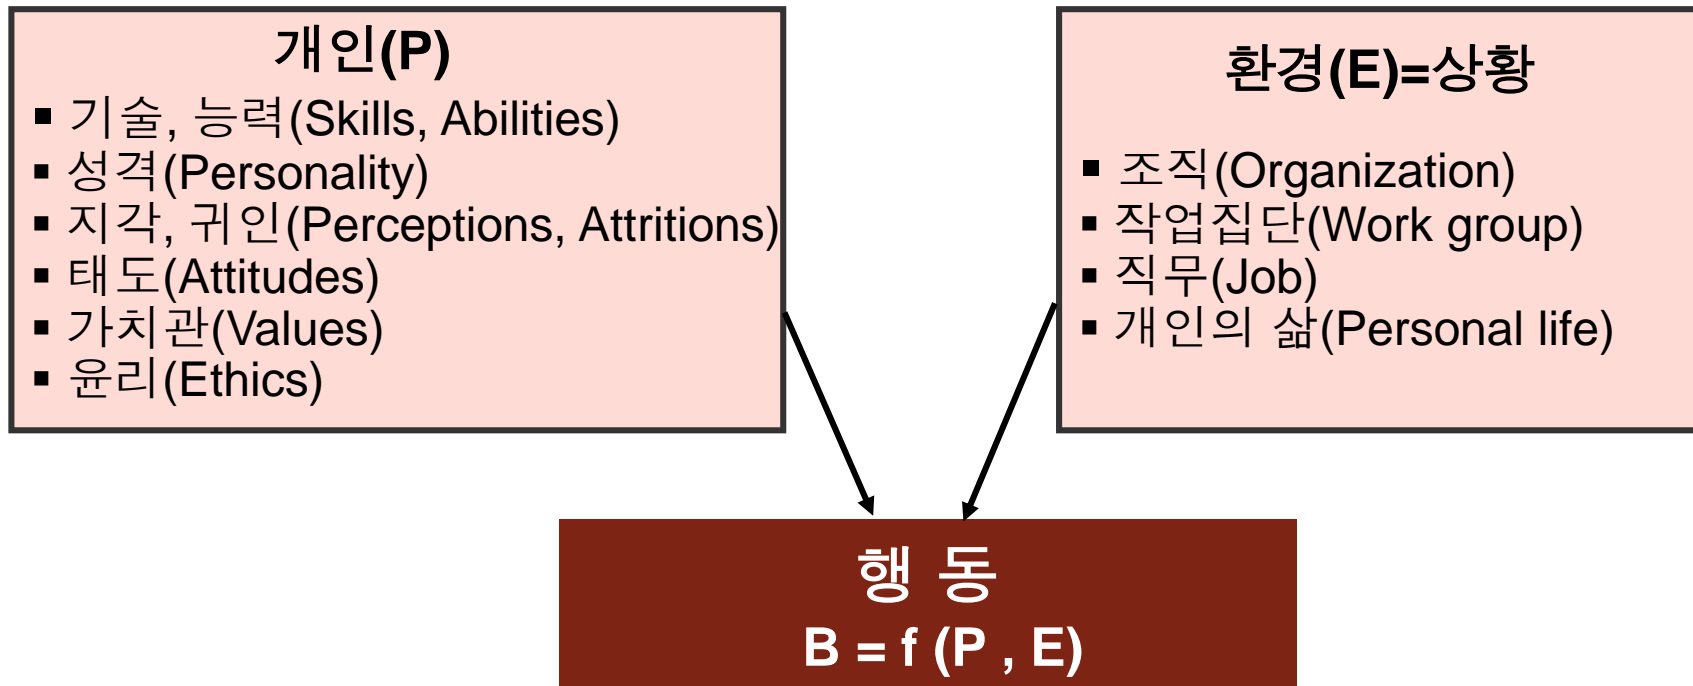 개인(P)
▪ 기술, 능력(Skills, Abilities)
▪ 성격(Personality)
▪ 지각, 귀인(Perceptions, Attritions)
▪ 태도(Attitudes)
▪ 가치관(Values)
▪ 윤리(Ethics)
환경(E)=상황
▪ 조직(Organization)
▪ 작업집단(Work group)
▪ 직무(Job)
▪ 개인의 삶(Personal life)
행 동
B = f (P , E)